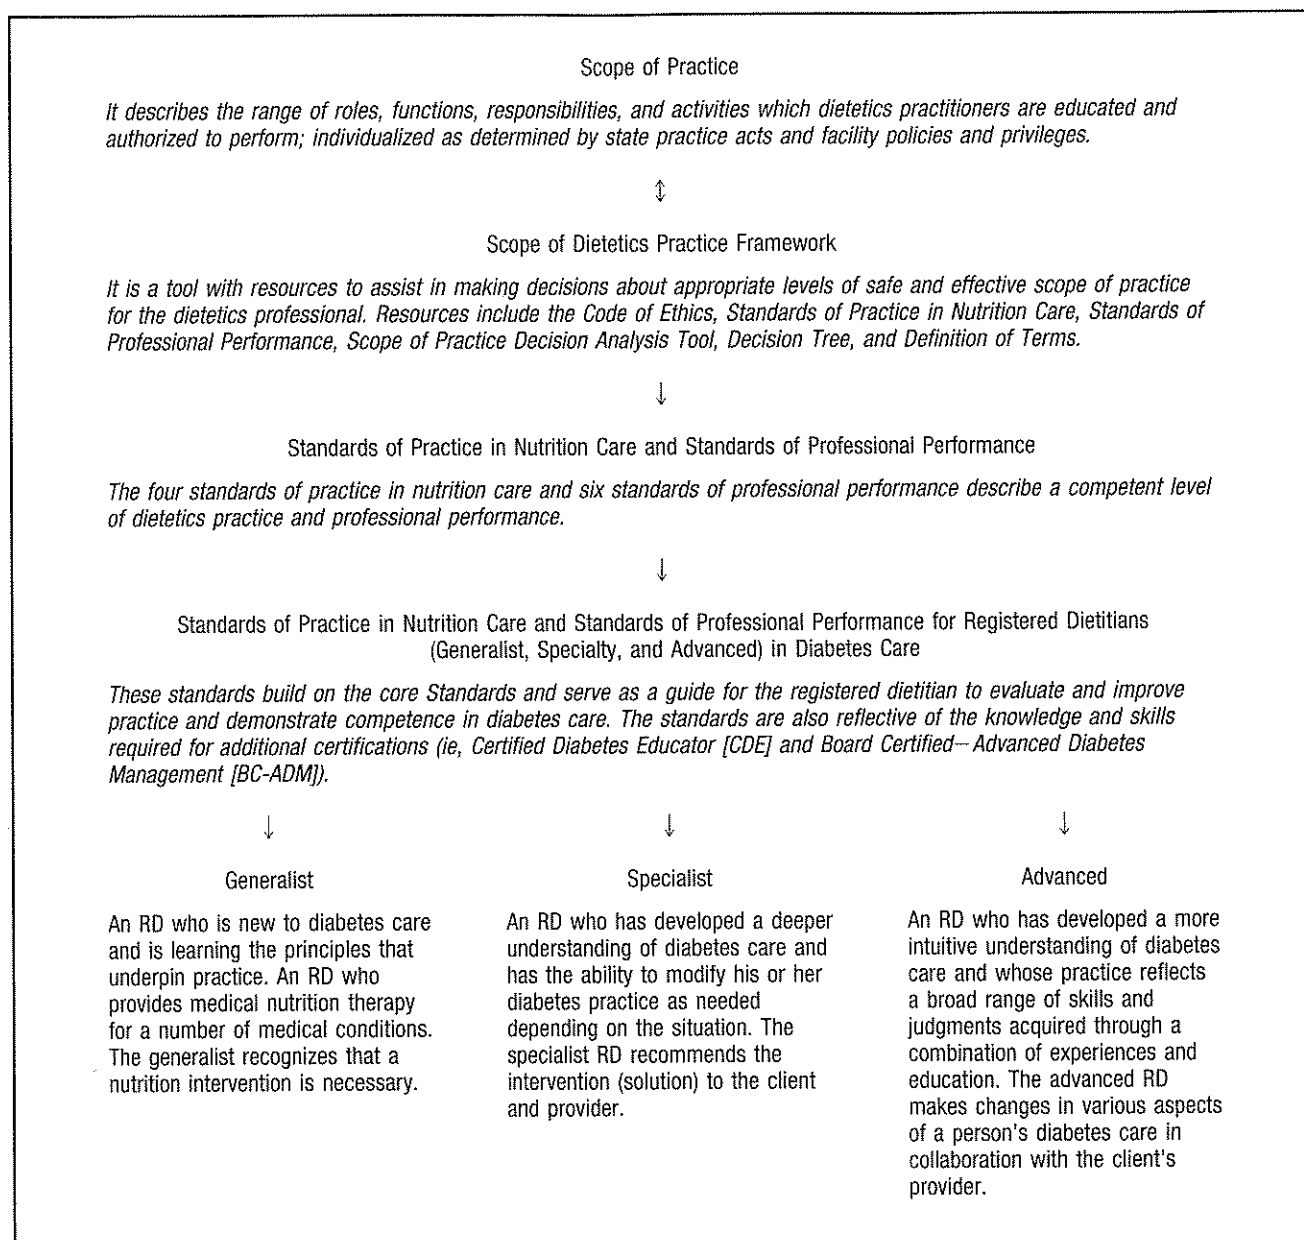 Scope of Practice
It describes the range of roles, functions, responsibilities, and activities which dietetics practitioners are educated and
authorized to perform; individualized as determined by state practice acts and facility policies and privileges.
↕
Scope of Dietetics Practice Framework
It is a tool with resources to assist in making decisions about appropriate levels of safe and effective scope of practice
for the dietetics professional. Resources include the Code of Ethics, Standards of Practice in Nutrition Care, Standards of
Professional Performance, Scope of Practice Decision Analysis Tool, Decision Tree, and Definition of Terms.
↓
Standards of Practice in Nutrition Care and Standards of Professional Performance
The four standards of practice in nutrition care and six standards of professional performance describe a competent level
of dietetics practice and professional performance.
↓
Standards of Practice in Nutrition Care and Standards of Professional Performance for Registered Dietitians
(Generalist, Specialty, and Advanced) in Diabetes Care
These standards build on the core Standards and serve as a guide for the registered dietitian to evaluate and improve
practice and demonstrate competence in diabetes care. The standards are also reflective of the knowledge and skills
required for additional certifications (ie, Certified Diabetes Educator [CDE] and Board Certified—Advanced Diabetes
Management [BC-ADM]).
↓ ↓ ↓
Generalist
An RD who is new to diabetes care
and is learning the principles that
underpin practice. An RD who
provides medical nutrition therapy
for a number of medical conditions.
The generalist recognizes that a
nutrition intervention is necessary.
Specialist
An RD who has developed a deeper
understanding of diabetes care and
has the ability to modify his or her
diabetes practice as needed
depending on the situation. The
specialist RD recommends the
intervention (solution) to the client
and provider.
Advanced
An RD who has developed a more
intuitive understanding of diabetes
care and whose practice reflects
a broad range of skills and
judgments acquired through a
combination of experiences and
education. The advanced RD
makes changes in various aspects
of a person's diabetes care in
collaboration with the client's
provider.